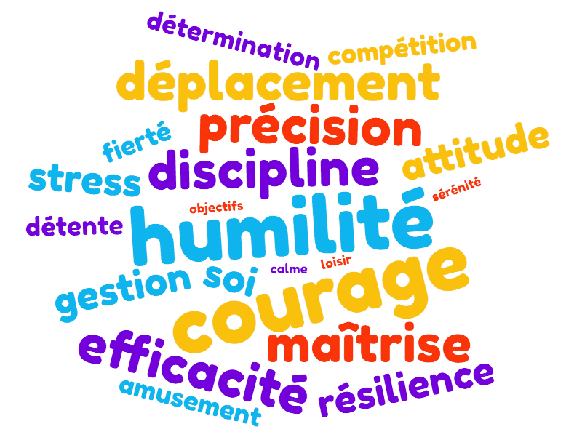 détermination
compétition
déplacement
précision
fierté
attitude
discipline
stress
sérénité
objectifs
détente
humilité
loisir
calme
gestion soi
courage
maîtrise
efficacité
résilience
amusement